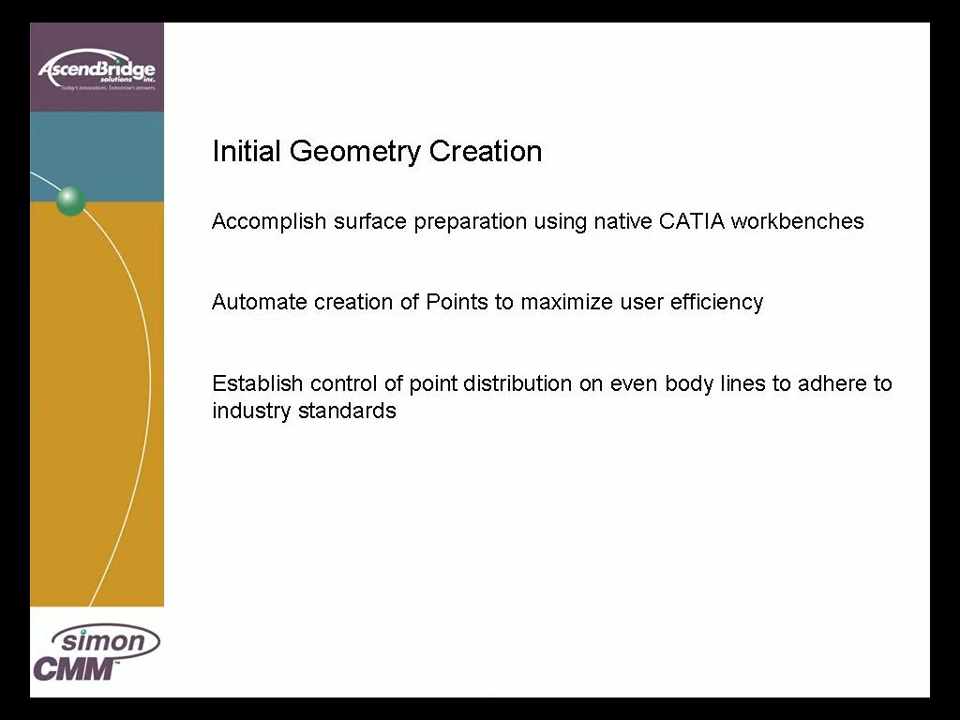 AscendBridge
solutions inc.
Today's innovations. Tomorrow's answers.
Initial Geometry Creation
Accomplish surface preparation using native CATIA workbenches
Automate creation of Points to maximize user efficiency
Establish control of point distribution on even body lines to adhere to
industry standards
simon
CMM™